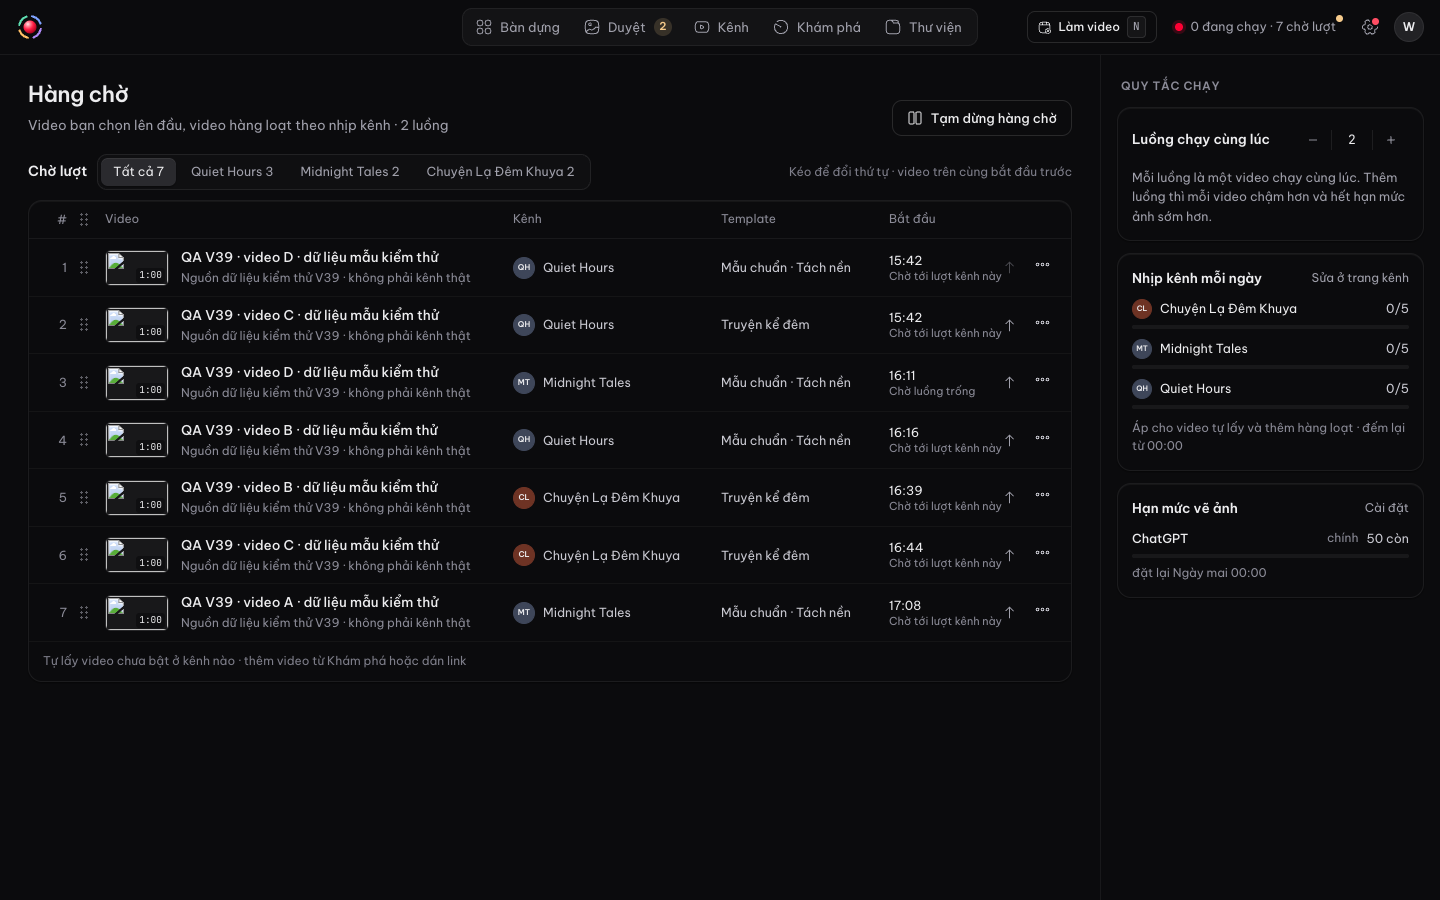 Bàn dựng
Duyệt 2
Kênh
Khám phá
Thư viện
Làm video N
0 đang chạy · 7 chờ lượt
W
Hàng chờ
Video bạn chọn lên đầu, video hàng loạt theo nhịp kênh · 2 luồng
Tạm dừng hàng chờ
Chờ lượt
Tất cả 7
Quiet Hours 3
Midnight Tales 2
Chuyện Lạ Đêm Khuya 2
Kéo để đổi thứ tự · video trên cùng bắt đầu trước
# Video Kênh Template Bắt đầu
1 1:00 QA V39 · video D · dữ liệu mẫu kiểm thử
Nguồn dữ liệu kiểm thử V39 · không phải kênh thật
QH Quiet Hours
Mẫu chuẩn · Tách nền
15:42
Chờ tới lượt kênh này
2 1:00 QA V39 · video C · dữ liệu mẫu kiểm thử
Nguồn dữ liệu kiểm thử V39 · không phải kênh thật
QH Quiet Hours
Truyện kể đêm
15:42
Chờ tới lượt kênh này
3 1:00 QA V39 · video D · dữ liệu mẫu kiểm thử
Nguồn dữ liệu kiểm thử V39 · không phải kênh thật
MT Midnight Tales
Mẫu chuẩn · Tách nền
16:11
Chờ luồng trống
4 1:00 QA V39 · video B · dữ liệu mẫu kiểm thử
Nguồn dữ liệu kiểm thử V39 · không phải kênh thật
QH Quiet Hours
Mẫu chuẩn · Tách nền
16:16
Chờ tới lượt kênh này
5 1:00 QA V39 · video B · dữ liệu mẫu kiểm thử
Nguồn dữ liệu kiểm thử V39 · không phải kênh thật
CL Chuyện Lạ Đêm Khuya
Truyện kể đêm
16:39
Chờ tới lượt kênh này
6 1:00 QA V39 · video C · dữ liệu mẫu kiểm thử
Nguồn dữ liệu kiểm thử V39 · không phải kênh thật
CL Chuyện Lạ Đêm Khuya
Truyện kể đêm
16:44
Chờ tới lượt kênh này
7 1:00 QA V39 · video A · dữ liệu mẫu kiểm thử
Nguồn dữ liệu kiểm thử V39 · không phải kênh thật
MT Midnight Tales
Mẫu chuẩn · Tách nền
17:08
Chờ tới lượt kênh này
Tự lấy video chưa bật ở kênh nào · thêm video từ Khám phá hoặc dán link
QUY TẮC CHẠY
Luồng chạy cùng lúc − 2 +
Mỗi luồng là một video chạy cùng lúc. Thêm
luồng thì mỗi video chậm hơn và hết hạn mức
ảnh sớm hơn.
Nhịp kênh mỗi ngày Sửa ở trang kênh
CL Chuyện Lạ Đêm Khuya 0/5
MT Midnight Tales 0/5
QH Quiet Hours 0/5
Áp cho video tự lấy và thêm hàng loạt · đếm lại
từ 00:00
Hạn mức vẽ ảnh Cài đặt
ChatGPT chính 50 còn
đặt lại Ngày mai 00:00